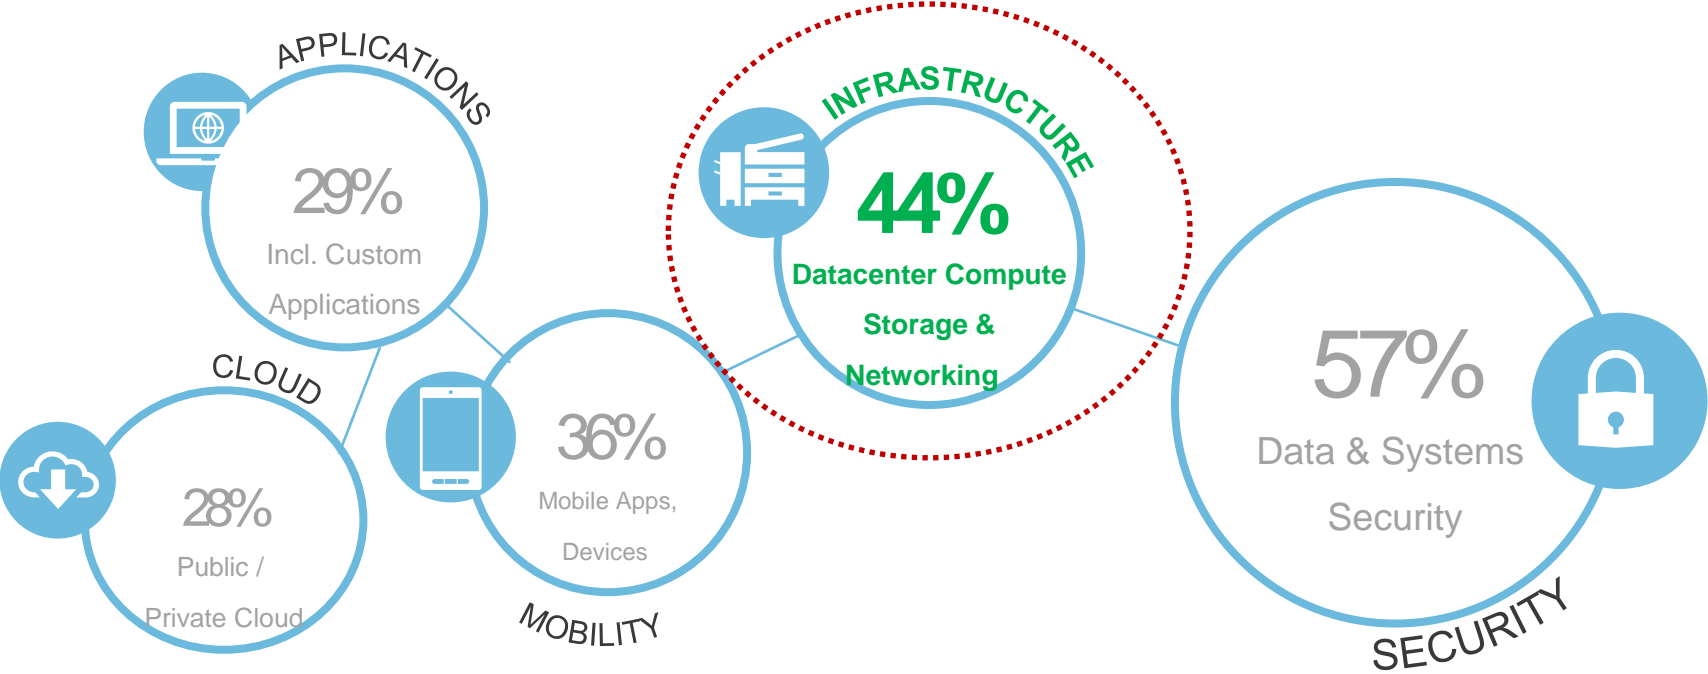 APPLICATIONS
29%
Incl. Custom
Applications
CLOUD
28%
Public /
Private Cloud
36%
Mobile Apps,
Devices
MOBILITY
INFRASTRUCTURE
44%
Datacenter Compute
Storage &
Networking
57%
Data & Systems
Security
SECURITY